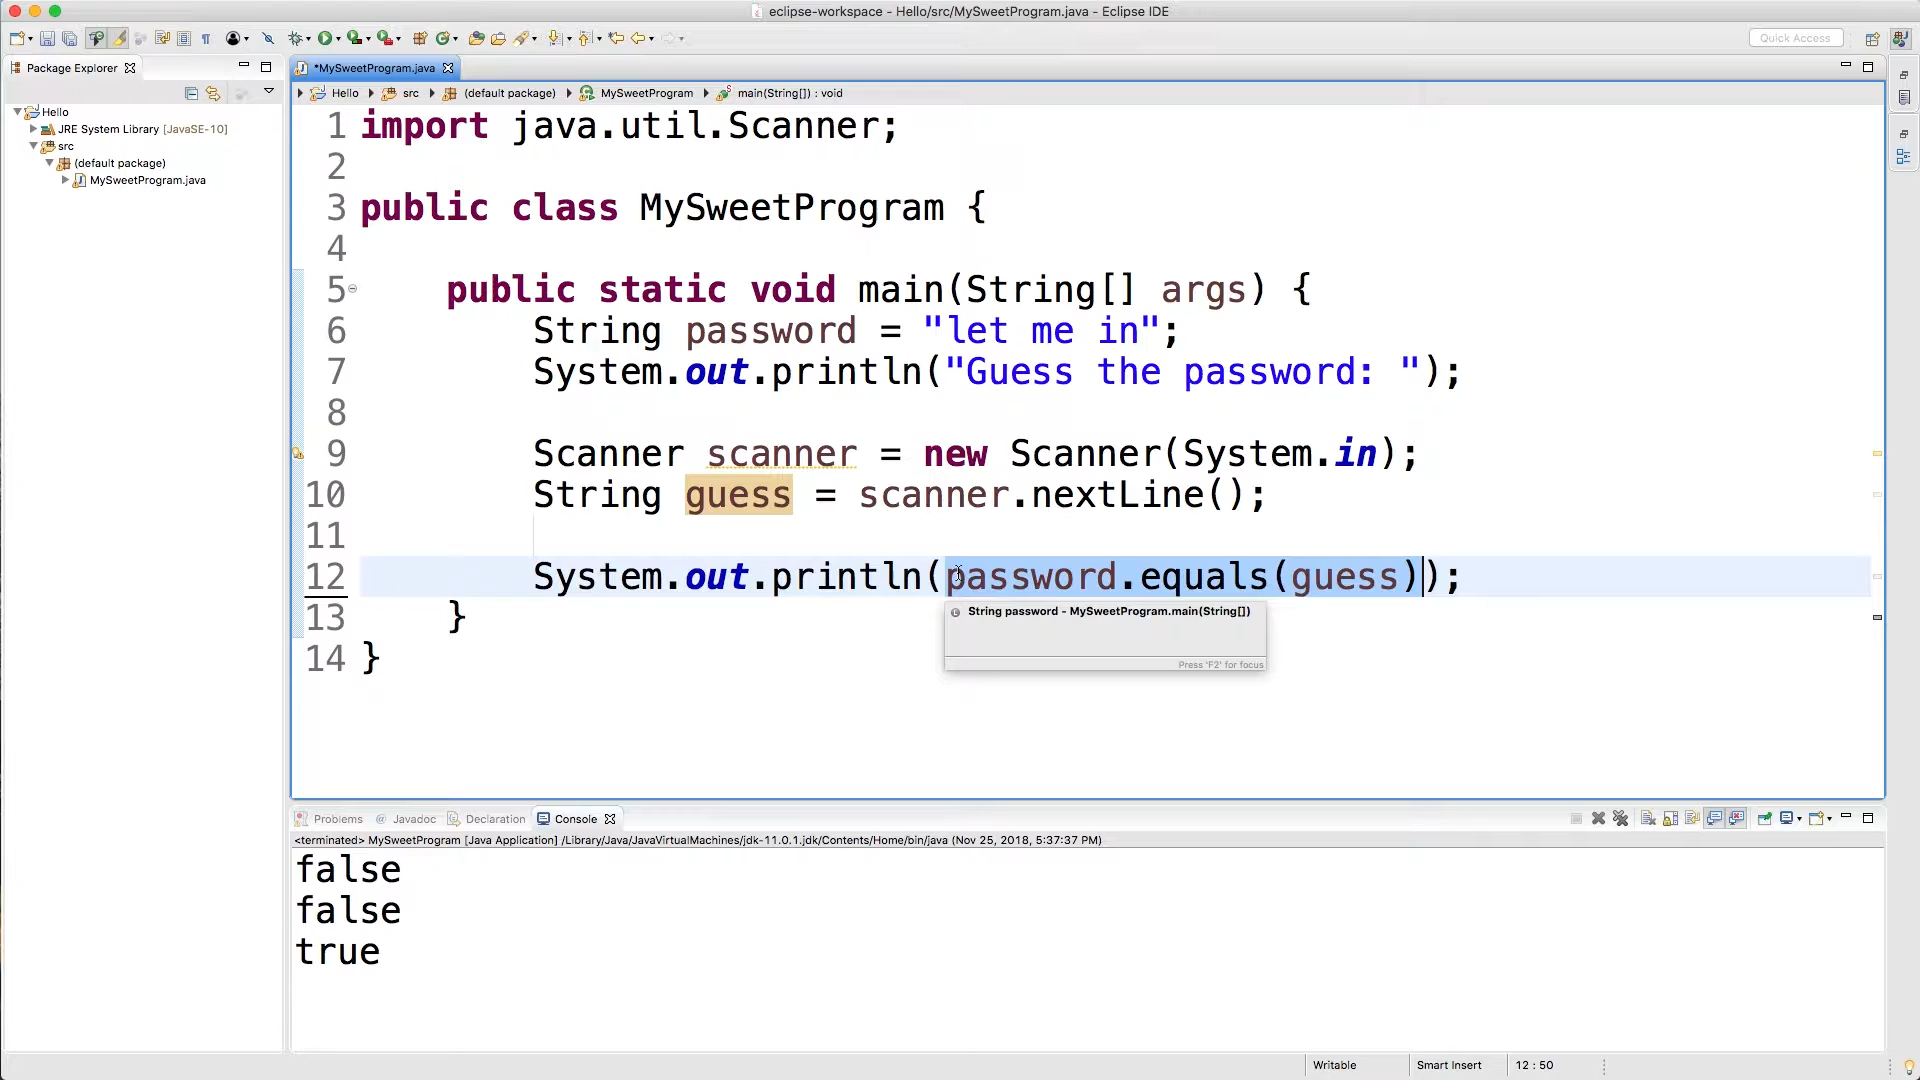 eclipse-workspace - Hello/src/MySweetProgram.java - Eclipse IDE
Quick Access
Package Explorer
*MySweetProgram.java
Hello
src
(default package)
MySweetProgram
main(String[]) : void
Hello
JRE System Library [JavaSE-10]
src
(default package)
MySweetProgram.java
1 import java.util.Scanner;
2
3 public class MySweetProgram {
4
5 public static void main(String[] args) {
6 String password = "let me in";
7 System.out.println("Guess the password: ");
8
9 Scanner scanner = new Scanner(System.in);
10 String guess = scanner.nextLine();
11
12 System.out.println(password.equals(guess));
13 }
14 }
String password - MySweetProgram.main(String[])
Press 'F2' for focus
Problems
@ Javadoc
Declaration
Console
<terminated> MySweetProgram [Java Application] /Library/Java/JavaVirtualMachines/jdk-11.0.1.jdk/Contents/Home/bin/java (Nov 25, 2018, 5:37:37 PM)
false
false
true
Writable
Smart Insert
12 : 50